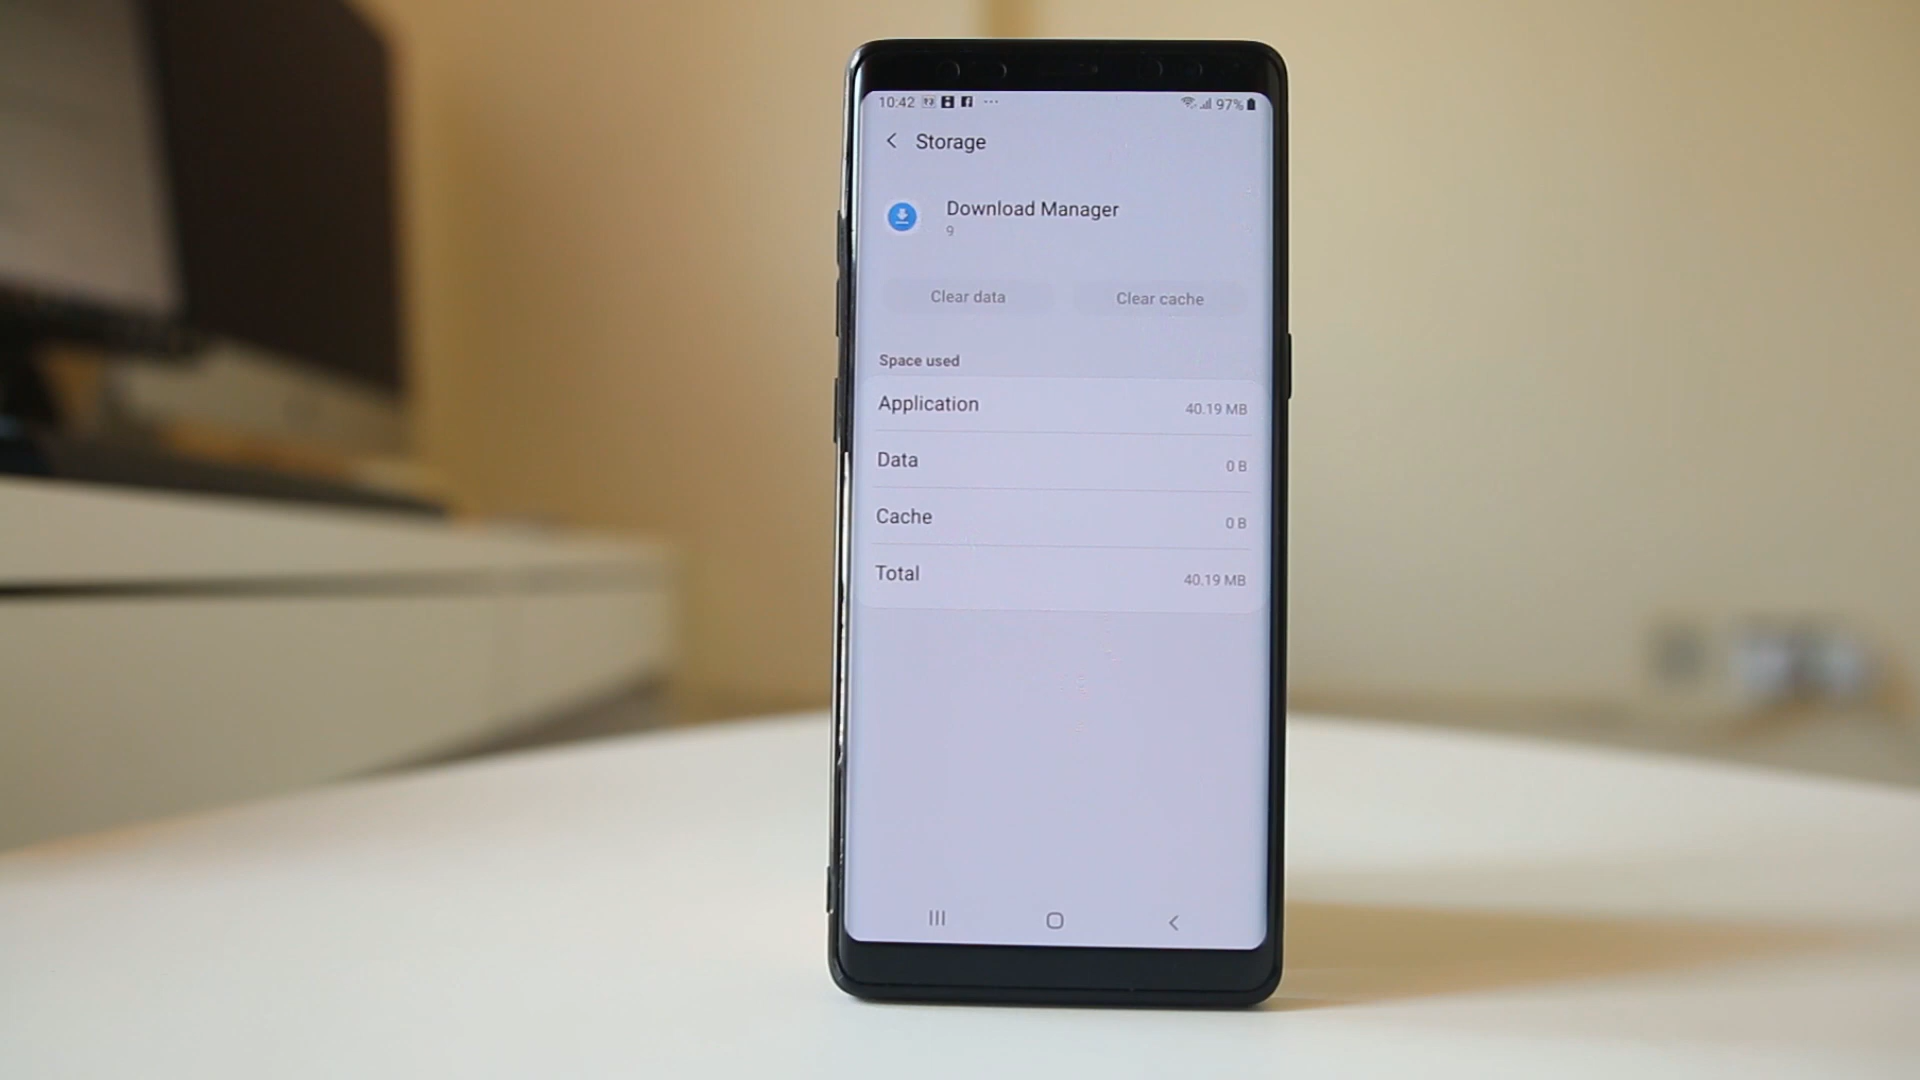 10:42 97%
Storage
Download Manager
9
Clear data Clear cache
Space used
Application 40.19 MB
Data 0 B
Cache 0 B
Total 40.19 MB